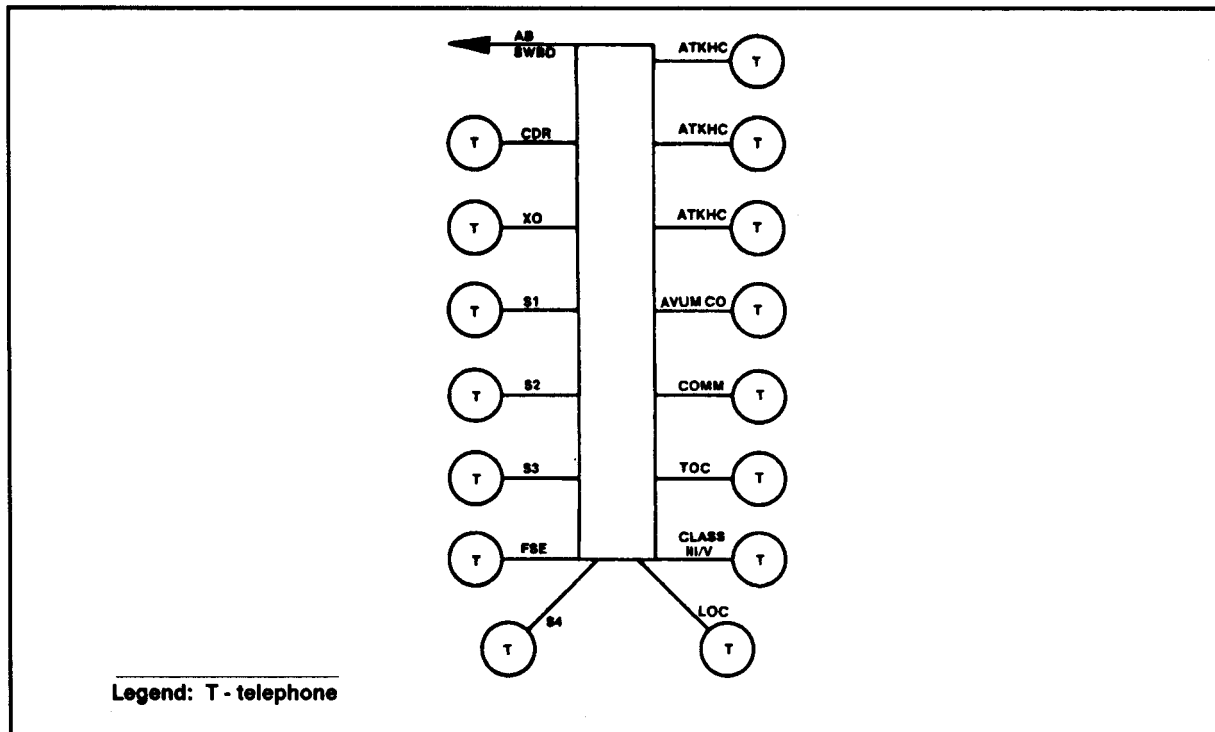 AB
SWBD
ATKHC
T
T
CDR
ATKHC
T
T
XO
ATKHC
T
T
S1
AVUM CO
T
T
S2
COMM
T
T
S3
TOC
T
T
FSE
CLASS
III/V
T
S4
T
LOC
T
Legend: T - telephone